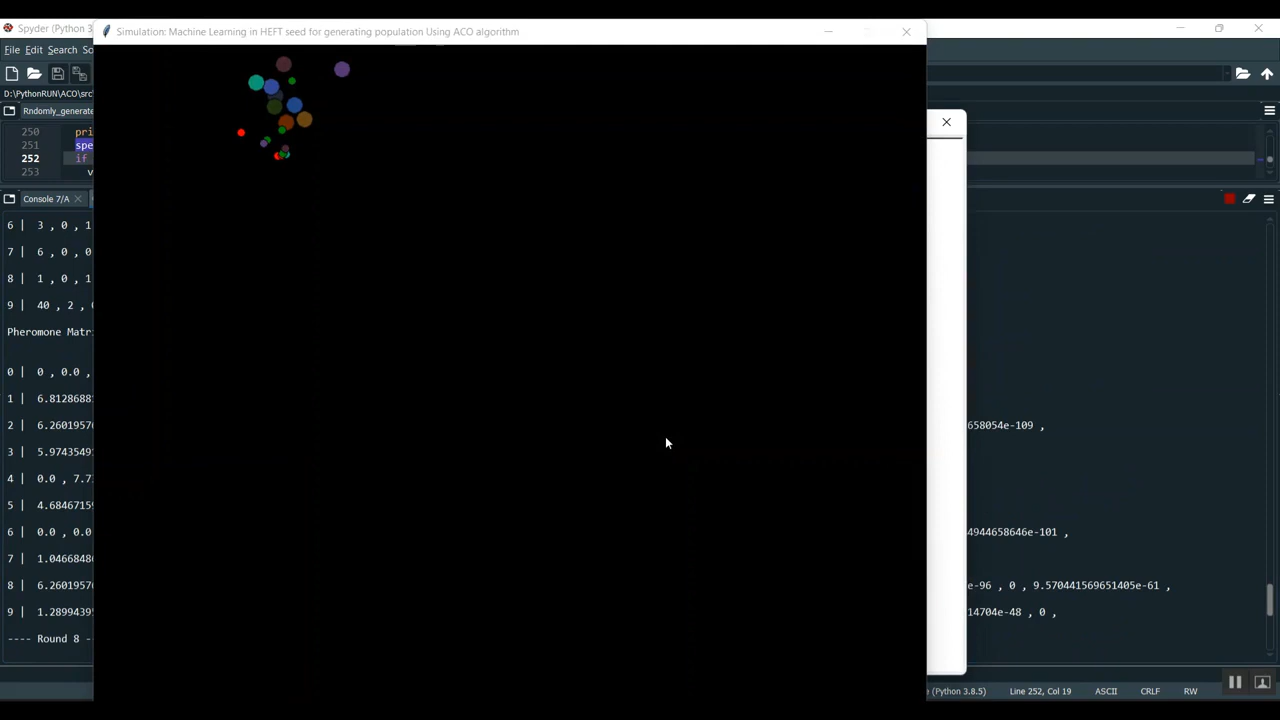 Spyder (Python 3
Simulation: Machine Learning in HEFT seed for generating population Using ACO algorithm
File Edit Search So
D:\PythonRUN\ACO\src
Rndomly_generate
250 pri
251 spe
252 if
253 v
Console 7/A
6 | 3 , 0 , 1
7 | 6 , 0 , 0
8 | 1 , 0 , 1
9 | 40 , 2 ,
Pheromone Matri
0 | 0 , 0.0 ,
1 | 6.8128688
2 | 6.2601957
658054e-109 ,
3 | 5.9743549
4 | 0.0 , 7.7
5 | 4.6846715
6 | 0.0 , 0.0
4944658646e-101 ,
7 | 1.0466848
8 | 6.2601957
e-96 , 0 , 9.570441569651405e-61 ,
9 | 1.2899439
14704e-48 , 0 ,
---- Round 8 --
(Python 3.8.5) Line 252, Col 19 ASCII CRLF RW